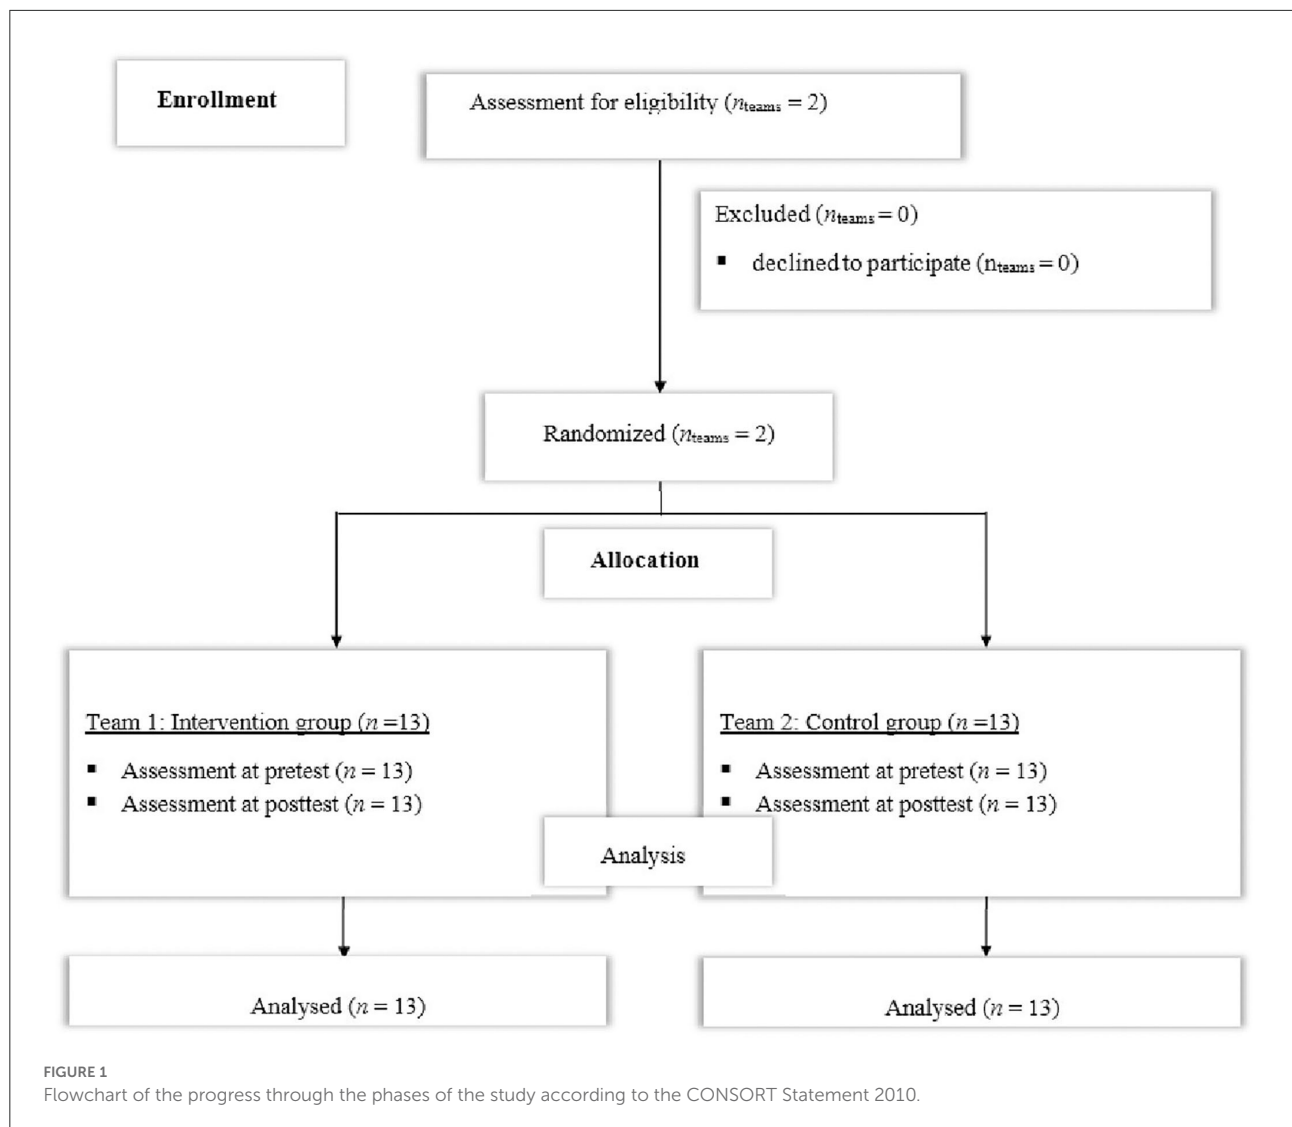 Enrollment
Assessment for eligibility (nteams = 2)
Excluded (nteams = 0)
▪ declined to participate (nteams = 0)
Randomized (nteams = 2)
Allocation
Team 1: Intervention group (n =13)
▪ Assessment at pretest (n = 13)
▪ Assessment at posttest (n = 13)
Team 2: Control group (n =13)
▪ Assessment at pretest (n = 13)
▪ Assessment at posttest (n = 13)
Analysis
Analysed (n = 13)
Analysed (n = 13)
FIGURE 1
Flowchart of the progress through the phases of the study according to the CONSORT Statement 2010.